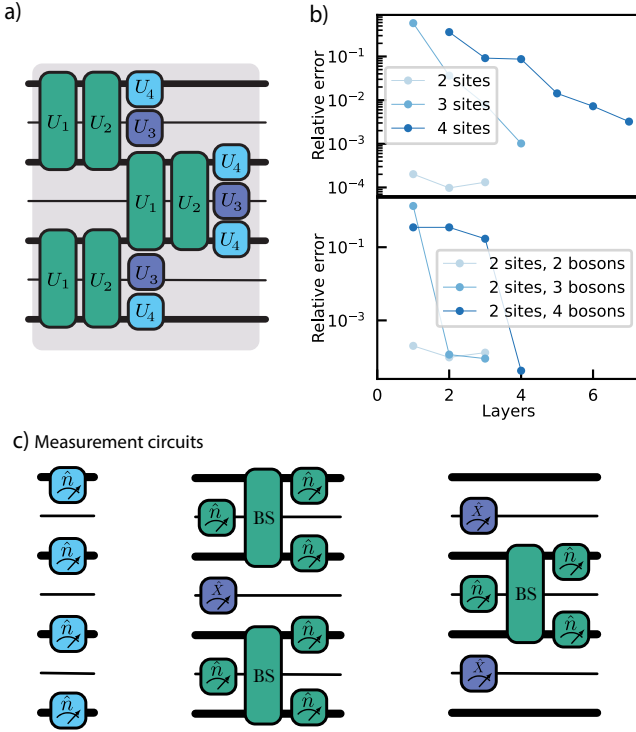 a)
U₄
U₁ U₂ U₃
U₄
U₁ U₂ U₃
U₄
U₁ U₂ U₃
U₄
b)
Relative error
10⁻¹
10⁻²
10⁻³
10⁻⁴
2 sites
3 sites
4 sites
Relative error
10⁻¹
10⁻³
2 sites, 2 bosons
2 sites, 3 bosons
2 sites, 4 bosons
0 2 4 6
Layers
c) Measurement circuits
n̂
n̂
n̂
n̂
n̂
n̂ BS
n̂
X̂
n̂
n̂ BS
n̂
X̂
n̂
n̂ BS
n̂
X̂